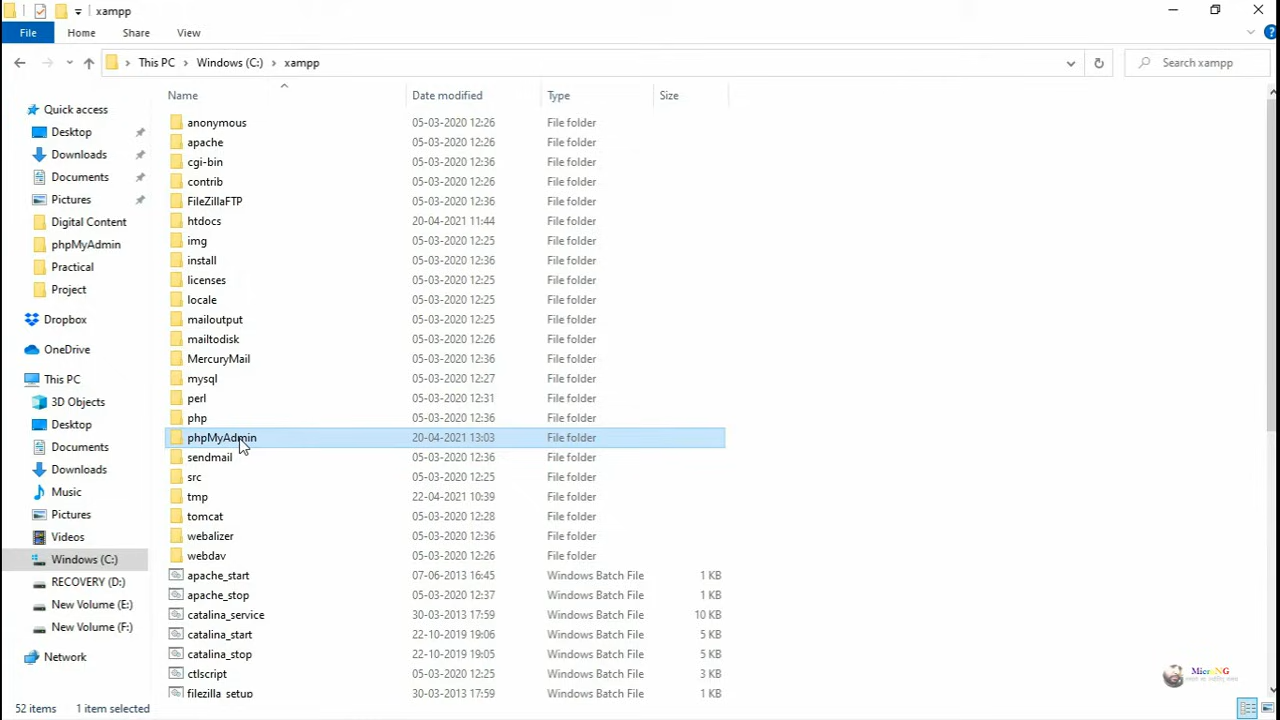 xampp
File Home Share View
This PC Windows (C:) xampp Search xampp
Name Date modified Type Size
Quick access
Desktop
Downloads
Documents
Pictures
Digital Content
phpMyAdmin
Practical
Project
Dropbox
OneDrive
This PC
3D Objects
Desktop
Documents
Downloads
Music
Pictures
Videos
Windows (C:)
RECOVERY (D:)
New Volume (E:)
New Volume (F:)
Network
anonymous 05-03-2020 12:26 File folder
apache 05-03-2020 12:26 File folder
cgi-bin 05-03-2020 12:36 File folder
contrib 05-03-2020 12:26 File folder
FileZillaFTP 05-03-2020 12:36 File folder
htdocs 20-04-2021 11:44 File folder
img 05-03-2020 12:25 File folder
install 05-03-2020 12:36 File folder
licenses 05-03-2020 12:25 File folder
locale 05-03-2020 12:25 File folder
mailoutput 05-03-2020 12:25 File folder
mailtodisk 05-03-2020 12:26 File folder
MercuryMail 05-03-2020 12:36 File folder
mysql 05-03-2020 12:27 File folder
perl 05-03-2020 12:31 File folder
php 05-03-2020 12:36 File folder
phpMyAdmin 20-04-2021 13:03 File folder
sendmail 05-03-2020 12:36 File folder
src 05-03-2020 12:25 File folder
tmp 22-04-2021 10:39 File folder
tomcat 05-03-2020 12:28 File folder
webalizer 05-03-2020 12:36 File folder
webdav 05-03-2020 12:26 File folder
apache_start 07-06-2013 16:45 Windows Batch File 1 KB
apache_stop 05-03-2020 12:37 Windows Batch File 1 KB
catalina_service 30-03-2013 17:59 Windows Batch File 10 KB
catalina_start 22-10-2019 19:06 Windows Batch File 5 KB
catalina_stop 22-10-2019 19:05 Windows Batch File 5 KB
ctlscript 05-03-2020 12:25 Windows Batch File 3 KB
filezilla_setup 30-03-2013 17:59 Windows Batch File 1 KB
MicroNG
52 items 1 item selected